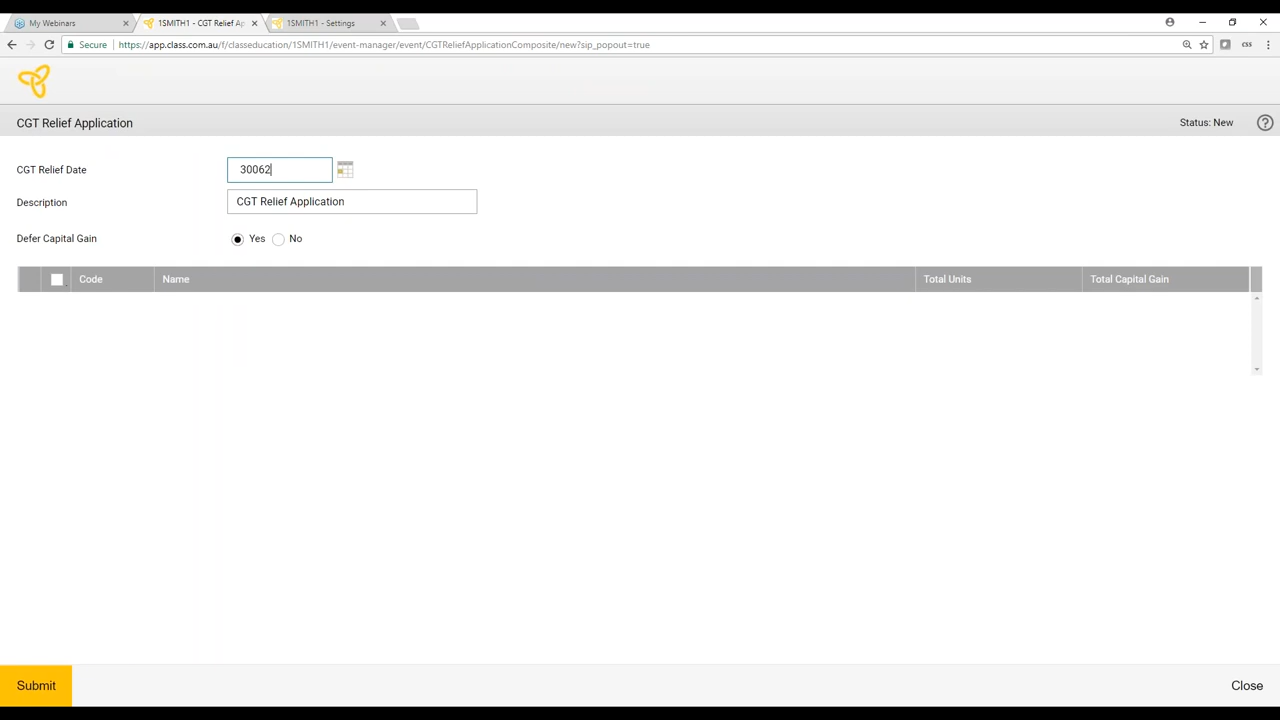 My Webinars
1SMITH1 - CGT Relief Ap
1SMITH1 - Settings
Secure
https://app.class.com.au/f/classeducation/1SMITH1/event-manager/event/CGTReliefApplicationComposite/new?sip_popout=true
css
CGT Relief Application
Status: New
?
CGT Relief Date
30062
Description
CGT Relief Application
Defer Capital Gain
Yes
No
Code
Name
Total Units
Total Capital Gain
Submit
Close